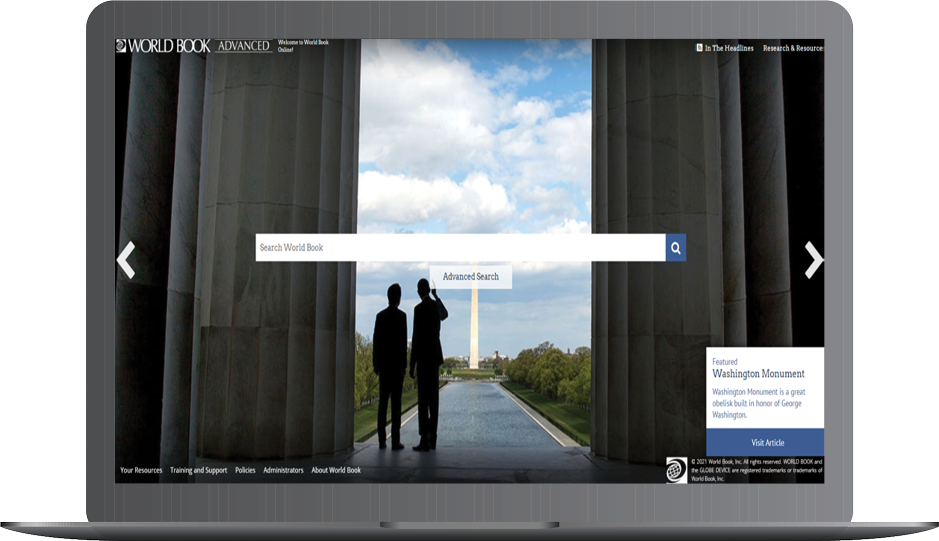 WORLD BOOK ADVANCED Welcome to World Book
Online!
In The Headlines Research & Resources
Search World Book
Advanced Search
Featured
Washington Monument
Washington Monument is a great
obelisk built in honor of George
Washington.
Visit Article
Your Resources Training and Support Policies Administrators About World Book
© 2021 World Book, Inc. All rights reserved. WORLD BOOK and
the GLOBE DEVICE are registered trademarks or trademarks of
World Book, Inc.